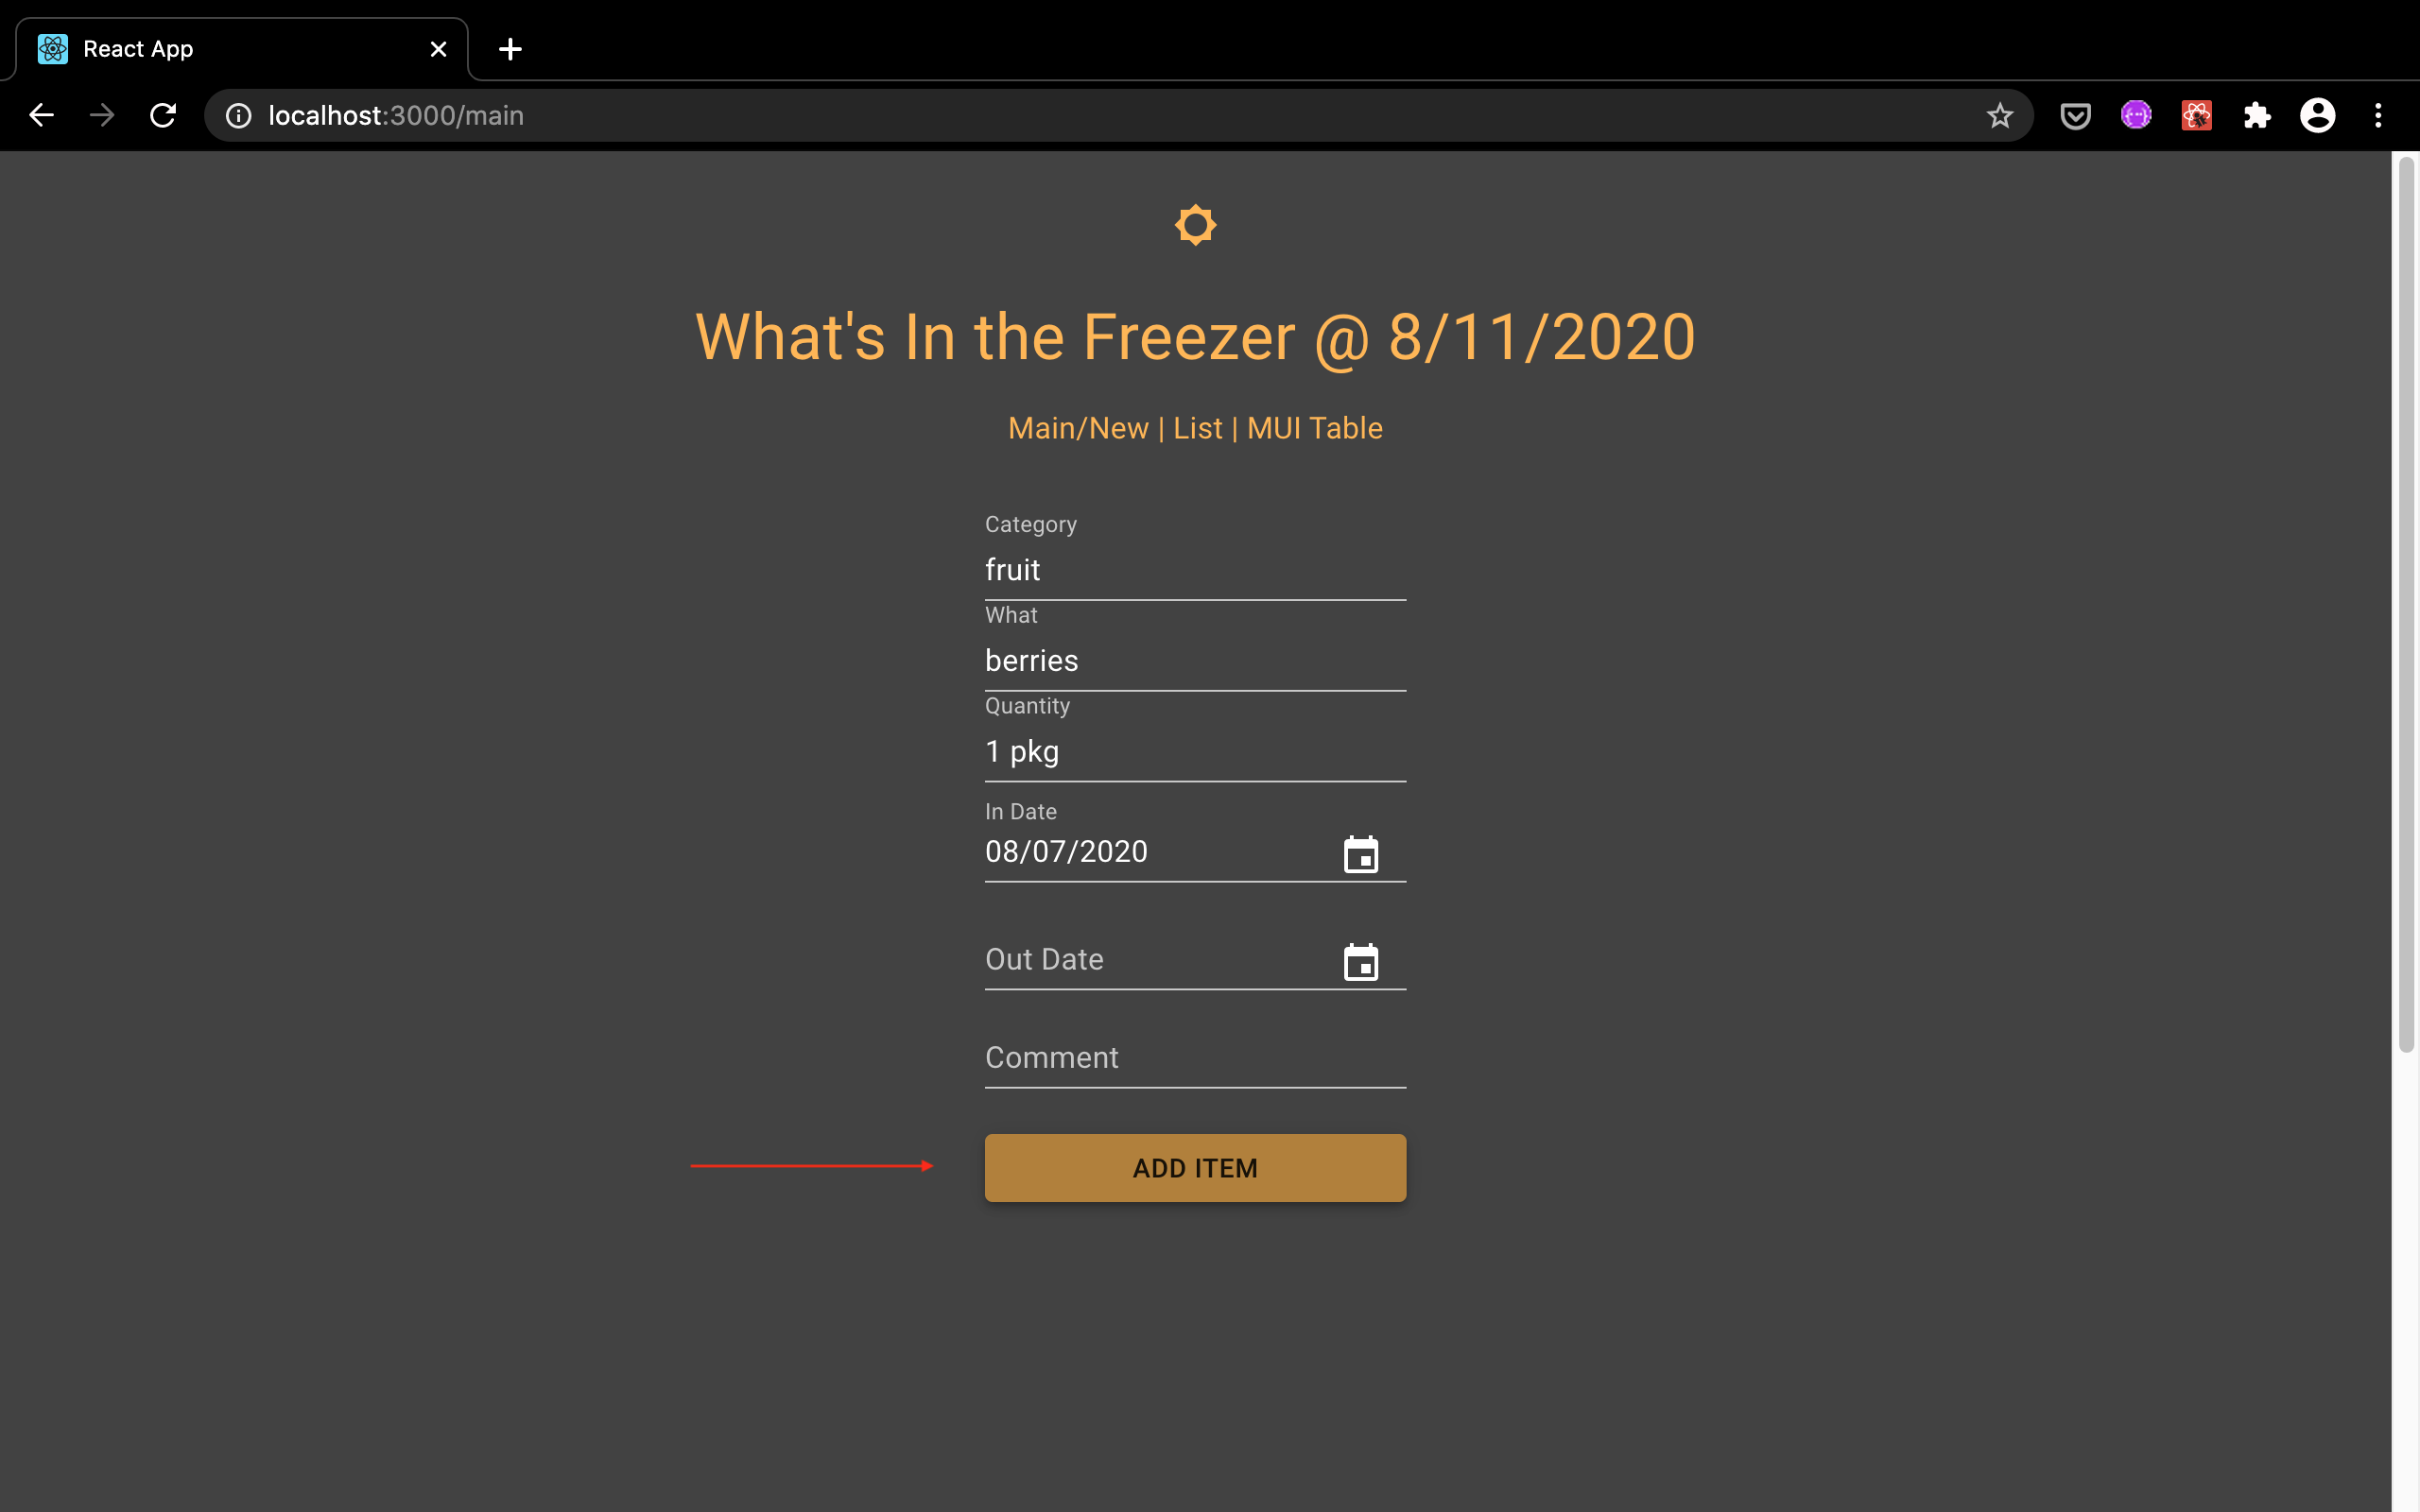 React App
localhost:3000/main
What's In the Freezer @ 8/11/2020
Main/New | List | MUI Table
Category
fruit
What
berries
Quantity
1 pkg
In Date
08/07/2020
Out Date
Comment
ADD ITEM